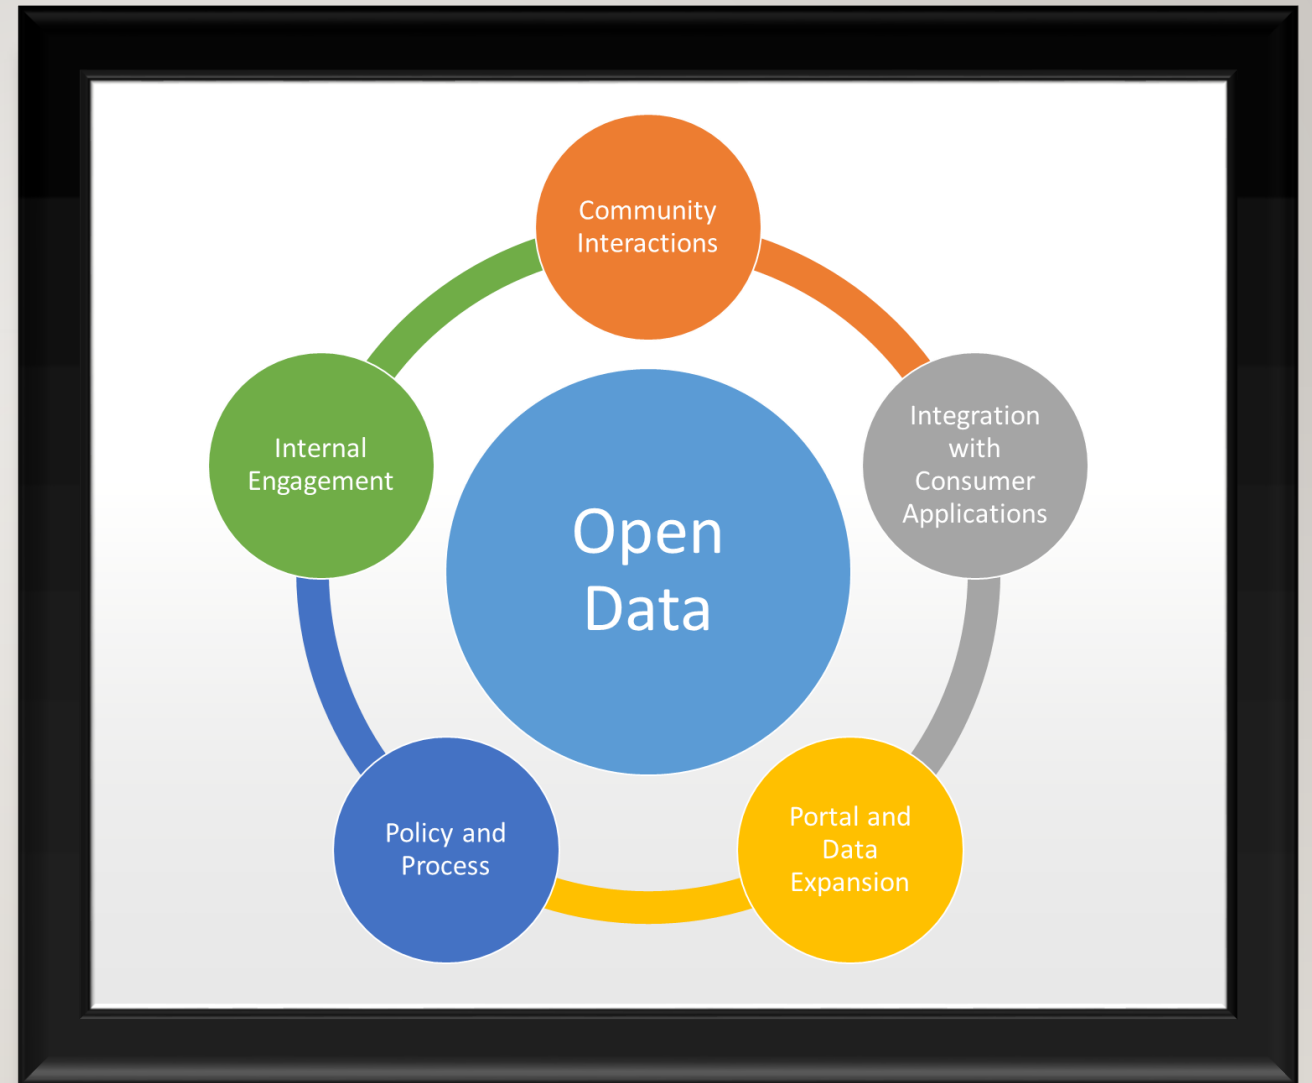 Community
Interactions
Integration
with
Consumer
Applications
Portal and
Data
Expansion
Policy and
Process
Internal
Engagement
Open
Data